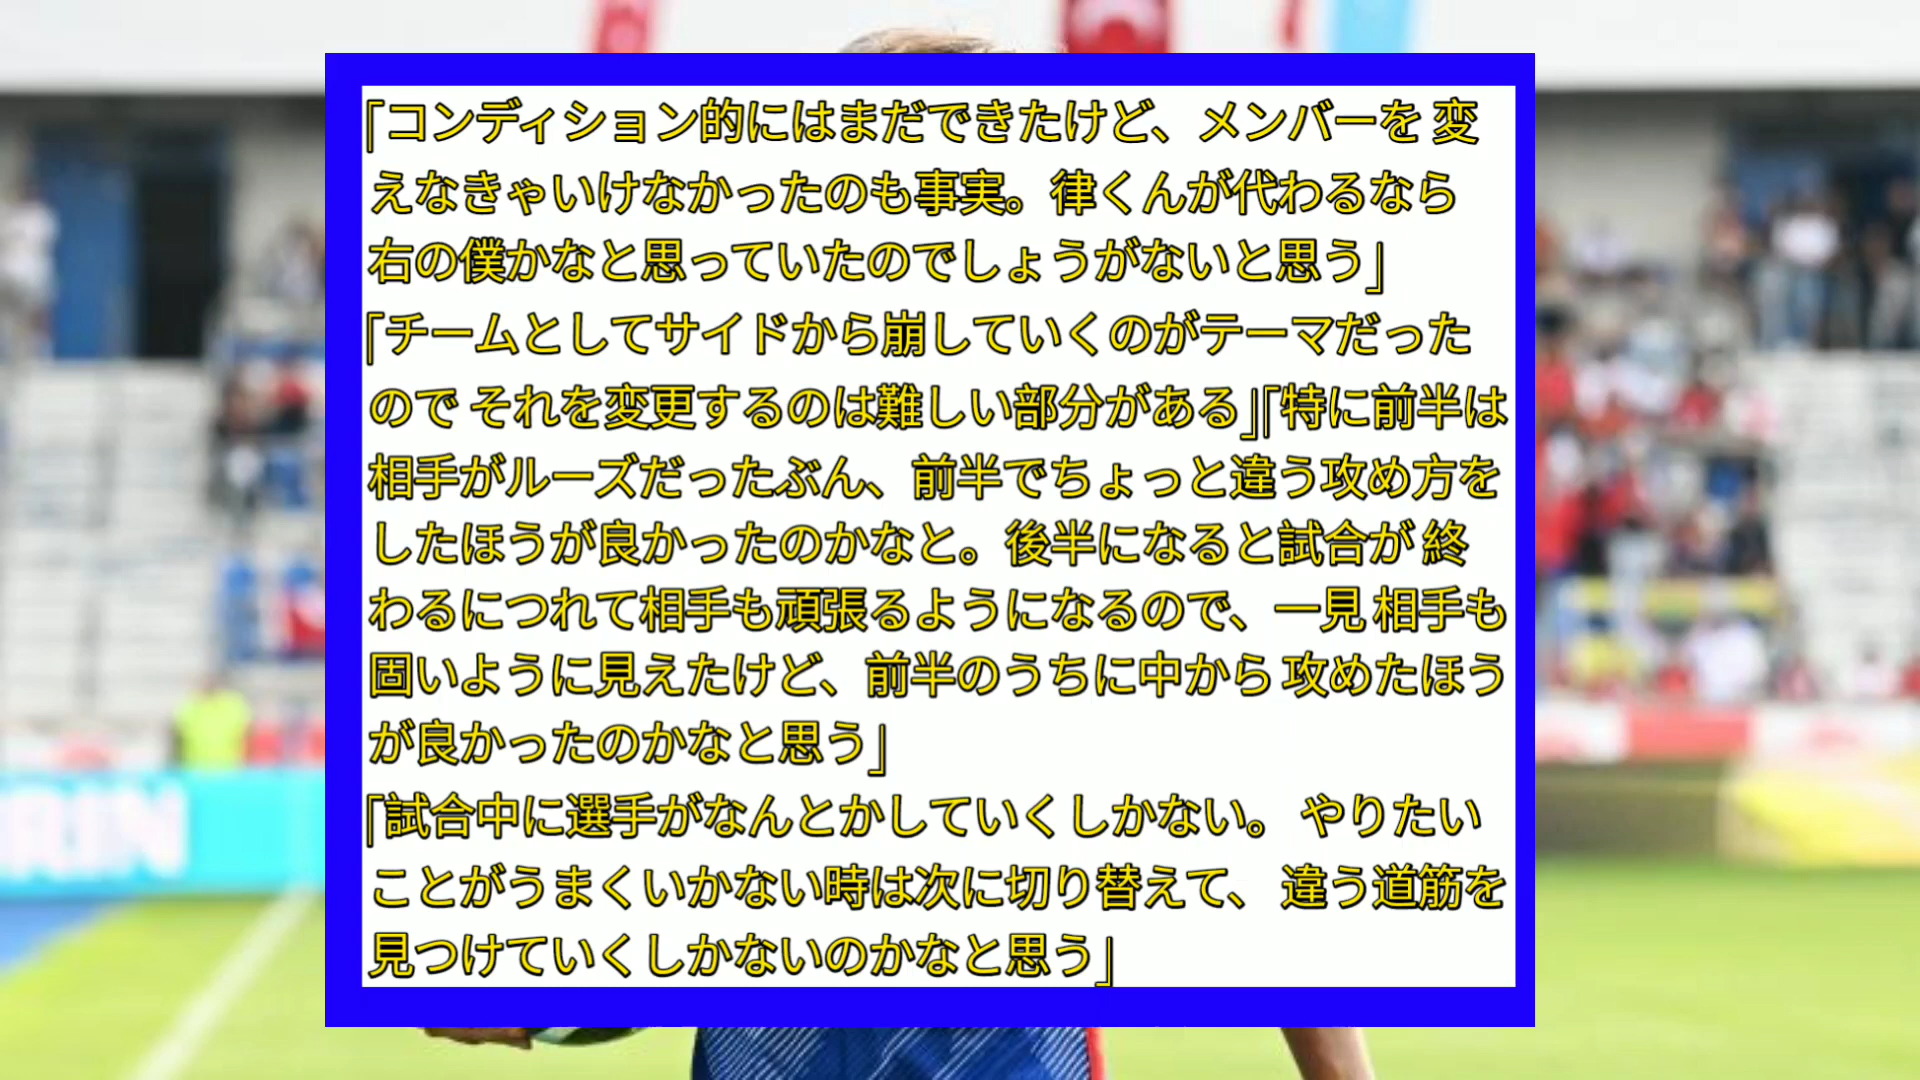 「コンディション的にはまだできたけど、メンバーを 変
えなきゃいけなかったのも事実。律くんが代わるなら
右の僕かなと思っていたのでしょうがないと思う」
「チームとしてサイドから崩していくのがテーマだった
ので それを変更するのは難しい部分がある」「特に前半は
相手がルーズだったぶん、前半でちょっと違う攻め方を
したほうが良かったのかなと。後半になると試合が 終
わるにつれて相手も頑張るようになるので、一見 相手も
固いように見えたけど、前半のうちに中から 攻めたほう
が良かったのかなと思う」
「試合中に選手がなんとかしていくしかない。 やりたい
ことがうまくいかない時は次に切り替えて、 違う道筋を
見つけていくしかないのかなと思う」